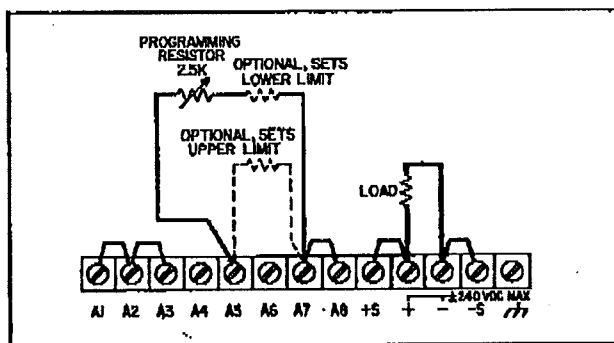 PROGRAMMING
RESISTOR
2.5K
OPTIONAL, SETS
LOWER LIMIT
OPTIONAL, SETS
UPPER LIMIT
LOAD
A1 A2 A3 A4 A5 A6 A7 A8 +S + - -S
±240 VDC MAX